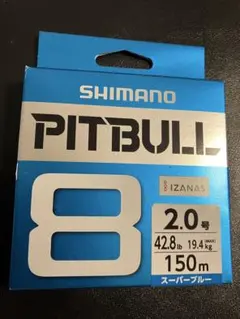 SHIMANO
PITBULL
8
IZANAS
2.0号
42.8lb 19.4kg (MAX)
150m
スーパーブルー